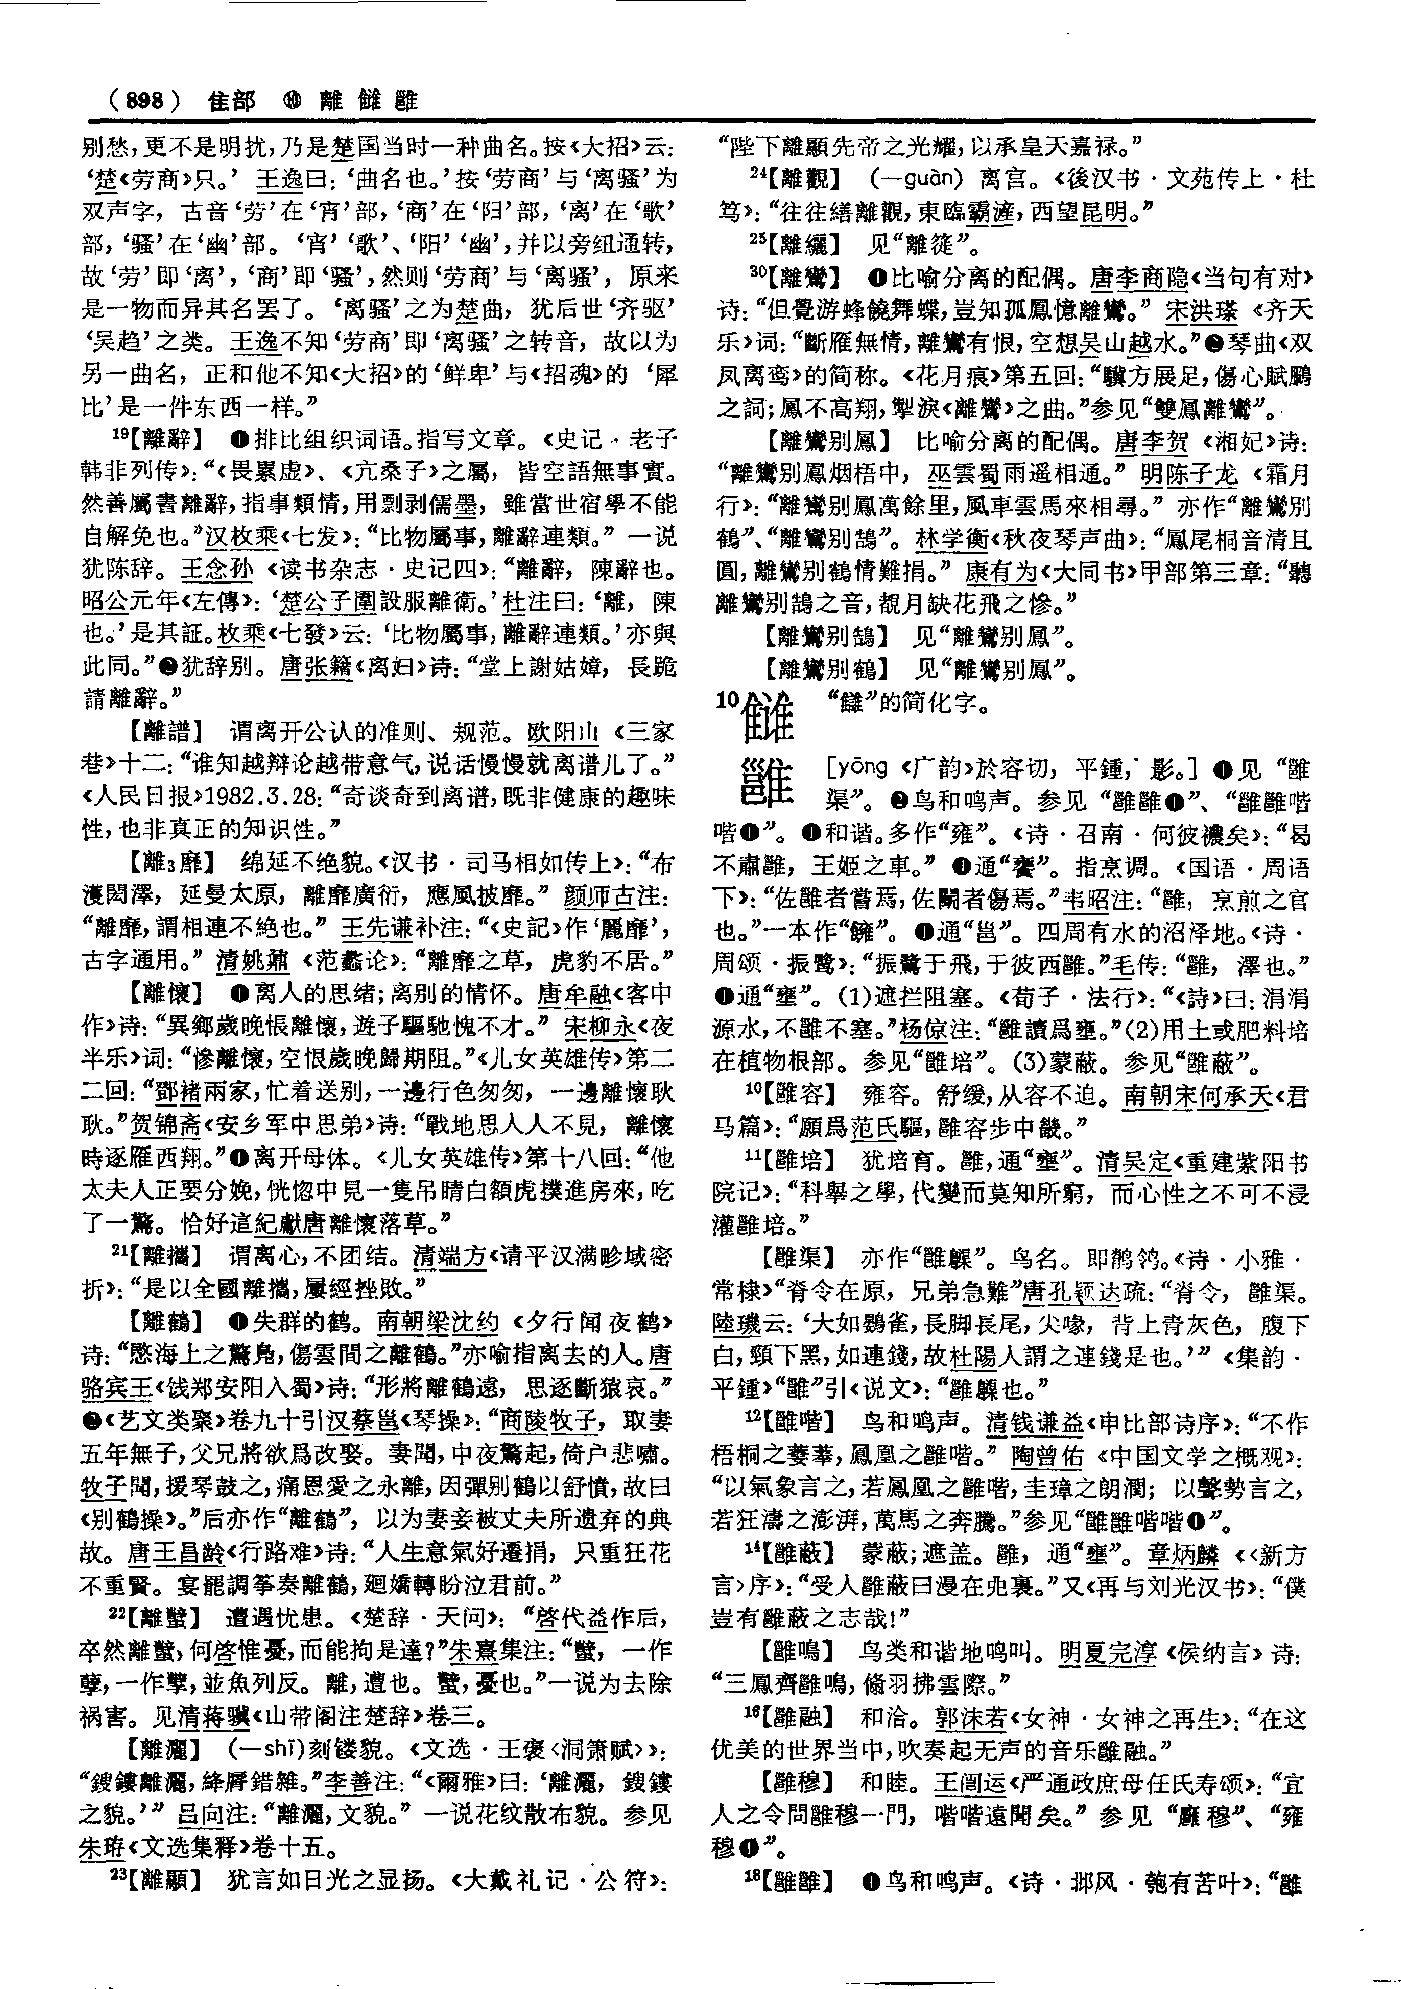 （898） 隹部 ⑩ 離 雠 雝
别愁，更不是明扰，乃是楚国当时一种曲名。按《大招》云：
‘楚《劳商》只。’ 王逸曰：‘曲名也。’按‘劳商’与‘离骚’为
双声字，古音‘劳’在‘宵’部，‘商’在‘阳’部，‘离’在‘歌’
部，‘骚’在‘幽’部。‘宵’‘歌’、‘阳’‘幽’，并以旁纽通转，
故‘劳’即‘离’，‘商’即‘骚’，然则‘劳商’与‘离骚’，原来
是一物而异其名罢了。‘离骚’之为楚曲，犹后世‘齐驱’
‘吴趋’之类。王逸不知‘劳商’即‘离骚’之转音，故以为
另一曲名，正和他不知《大招》的‘鲜卑’与《招魂》的‘犀
比’是一件东西一样。”
19【離辭】 ❶排比组织词语。指写文章。《史记·老子
韩非列传》：“《畏累虚》、《亢桑子》之屬，皆空語無事實。
然善屬書離辭，指事類情，用剽剥儒墨，雖當世宿學不能
自解免也。”汉枚乘《七发》：“比物屬事，離辭連類。”一说
犹陈辞。王念孙《读书杂志·史记四》：“離辭，陳辭也。
昭公元年《左傳》：‘楚公子圍設服離衛。’杜注曰：‘離，陳
也。’是其証。枚乘《七發》云：‘比物屬事，離辭連類。’亦與
此同。”❷犹辞别。唐张籍《离妇》诗：“堂上謝姑嫜，長跪
請離辭。”
【離譜】 谓离开公认的准则、规范。欧阳山《三家
巷》十二：“谁知越辩论越带意气，说话慢慢就离谱儿了。”
《人民日报》1982.3.28：“奇谈奇到离谱，既非健康的趣味
性，也非真正的知识性。”
【離3靡】 绵延不绝貌。《汉书·司马相如传上》：“布
濩閎澤，延曼太原，離靡廣衍，應風披靡。”颜师古注：
“離靡，謂相連不絶也。”王先谦补注：“《史記》作‘麗靡’，
古字通用。”清姚鼐《范蠡论》：“離靡之草，虎豹不居。”
【離懷】 ❶离人的思绪；离别的情怀。唐牟融《客中
作》诗：“異鄉歲晚悵離懷，遊子驅馳愧不才。”宋柳永《夜
半乐》词：“慘離懷，空恨歲晚歸期阻。”《儿女英雄传》第二
二回：“鄧褚兩家，忙着送别，一邊行色匆匆，一邊離懷耿
耿。”贺锦斋《安乡军中思弟》诗：“戰地思人人不見，離懷
時逐雁西翔。”❷离开母体。《儿女英雄传》第十八回：“他
太夫人正要分娩，恍惚中見一隻吊睛白額虎撲進房來，吃
了一驚。恰好這紀獻唐離懷落草。”
21【離攜】 谓离心，不团结。清端方《请平汉满畛域密
折》：“是以全國離攜，屢經挫敗。”
【離鶴】 ❶失群的鹤。南朝梁沈约《夕行闻夜鹤》
诗：“愍海上之驚凫，傷雲間之離鶴。”亦喻指离去的人。唐
骆宾王《饯郑安阳入蜀》诗：“形將離鶴遠，思逐斷猿哀。”
❷《艺文类聚》卷九十引汉蔡邕《琴操》：“商陵牧子，取妻
五年無子，父兄將欲爲改娶。妻聞，中夜驚起，倚户悲嘯。
牧子聞，援琴鼓之，痛恩愛之永離，因彈别鶴以舒憤，故曰
《别鶴操》。”后亦作“離鶴”，以为妻妾被丈夫所遗弃的典
故。唐王昌龄《行路难》诗：“人生意氣好遷捐，只重狂花
不重賢。宴罷調筝奏離鶴，迴嬌轉盼泣君前。”
22【離蠥】 遭遇忧患。《楚辞·天问》：“啓代益作后，
卒然離蠥，何啓惟憂，而能拘是達？”朱熹集注：“蠥，一作
孽，一作孼，並魚列反。離，遭也。蠥，憂也。”一说为去除
祸害。见清蒋骥《山带阁注楚辞》卷三。
【離灑】 （—shī）刻镂貌。《文选·王褒〈洞箫赋〉》：
“鎪鏤離灑，絳脣錯雜。”李善注：“《爾雅》曰：‘離灑，鎪鏤
之貌。’”吕向注：“離灑，文貌。”一说花纹散布貌。参见
朱珔《文选集释》卷十五。
23【離顯】 犹言如日光之显扬。《大戴礼记·公符》：
“陛下離顯先帝之光耀，以承皇天嘉禄。”
24【離觀】 （—guàn）离宫。《後汉书·文苑传上·杜
笃》：“往往繕離觀，東臨霸滻，西望昆明。”
25【離纚】 见“離簁”。
30【離鸞】 ❶比喻分离的配偶。唐李商隐《当句有对》
诗：“但覺游蜂饒舞蝶，豈知孤鳳憶離鸞。”宋洪瑹《齐天
乐》词：“斷雁無情，離鸞有恨，空想吴山越水。”❷琴曲《双
凤离鸾》的简称。《花月痕》第五回：“驥方展足，傷心賦鵩
之詞；鳳不高翔，掣淚《離鸞》之曲。”参见“雙鳳離鸞”。
【離鸞别鳳】 比喻分离的配偶。唐李贺《湘妃》诗：
“離鸞别鳳烟梧中，巫雲蜀雨遥相通。”明陈子龙《霜月
行》：“離鸞别鳳萬餘里，風車雲馬來相尋。”亦作“離鸞别
鶴”、“離鸞别鵠”。林学衡《秋夜琴声曲》：“鳳尾桐音清且
圓，離鸞别鶴情難捐。”康有为《大同书》甲部第三章：“聽
離鸞别鵠之音，覩月缺花飛之慘。”
【離鸞别鵠】 见“離鸞别鳳”。
【離鸞别鶴】 见“離鸞别鳳”。
10雠 “讎”的简化字。
雝 [yōng《广韵》於容切，平鍾，影。] ❶见“雝
渠”。❷鸟和鸣声。参见“雝雝❶”、“雝雝喈
喈❶”。❸和谐。多作“雍”。《诗·召南·何彼襛矣》：“曷
不肅雝，王姬之車。”❹通“饔”。指烹调。《国语·周语
下》：“佐雝者嘗焉，佐鬭者傷焉。”韦昭注：“雝，烹煎之官
也。”一本作“饔”。❺通“邕”。四周有水的沼泽地。《诗·
周颂·振鹭》：“振鷺于飛，于彼西雝。”毛传：“雝，澤也。”
❻通“壅”。（1）遮拦阻塞。《荀子·法行》：“《詩》曰：涓涓
源水，不雝不塞。”杨倞注：“雝讀爲壅。”（2）用土或肥料培
在植物根部。参见“雝培”。（3）蒙蔽。参见“雝蔽”。
10【雝容】 雍容。舒缓，从容不迫。南朝宋何承天《君
马篇》：“願爲范氏驅，雝容步中畿。”
11【雝培】 犹培育。雝，通“壅”。清吴定《重建紫阳书
院记》：“科舉之學，代變而莫知所窮，而心性之不可不浸
灌雝培。”
【雝渠】 亦作“雝䳤”。鸟名。即鹡鸰。《诗·小雅·
常棣》“脊令在原，兄弟急難”唐孔颖达疏：“脊令，雝渠。
陸璣云：‘大如鷃雀，長脚長尾，尖喙，背上青灰色，腹下
白，頸下黑，如連錢，故杜陽人謂之連錢是也。’”《集韵·
平鍾》“雝”引《说文》：“雝䳤也。”
12【雝喈】 鸟和鸣声。清钱谦益《申比部诗序》：“不作
梧桐之萋菶，鳳凰之雝喈。”陶曾佑《中国文学之概观》：
“以氣象言之，若鳳凰之雝喈，圭璋之朗潤；以聲勢言之，
若狂濤之澎湃，萬馬之奔騰。”参见“雝雝喈喈❶”。
14【雝蔽】 蒙蔽；遮盖。雝，通“壅”。章炳麟《〈新方
言〉序》：“受人雝蔽曰漫在兜裏。”又《再与刘光汉书》：“僕
豈有雝蔽之志哉！”
【雝鳴】 鸟类和谐地鸣叫。明夏完淳《侯纳言》诗：
“三鳳齊雝鳴，翛羽拂雲際。”
16【雝融】 和洽。郭沫若《女神·女神之再生》：“在这
优美的世界当中，吹奏起无声的音乐雝融。”
【雝穆】 和睦。王闿运《严通政庶母任氏寿颂》：“宜
人之令問雝穆一門，喈喈遠聞矣。”参见“廱穆”、“雍
穆❶”。
18【雝雝】 ❶鸟和鸣声。《诗·邶风·匏有苦叶》：“雝